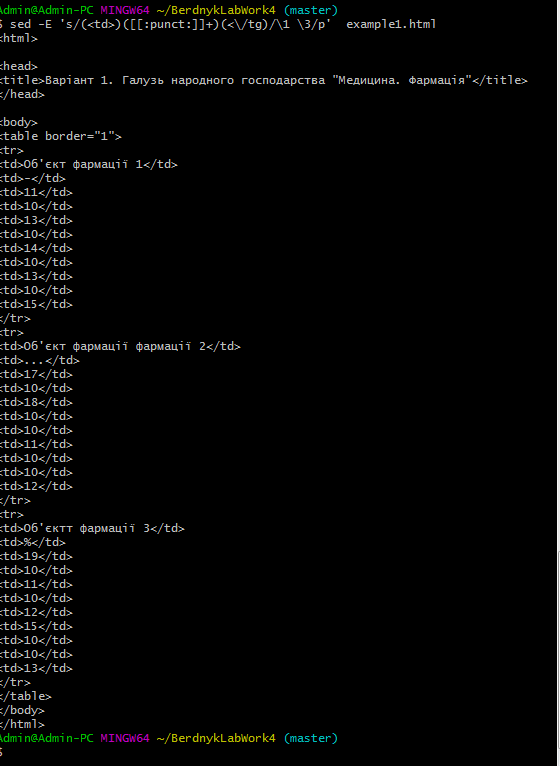 Admin@Admin-PC MINGW64 ~/BerdnykLabWork4 (master)
$ sed -E 's/(<td>)([[:punct:]]+)(<\/tg)/\1 \3/p'  example1.html
<html>

<head>
<title>Варіант 1. Галузь народного господарства "Медицина. Фармація"</title>
</head>

<body>
<table border="1">
<tr>
<td>Об'єкт фармації 1</td>
<td>-</td>
<td>11</td>
<td>10</td>
<td>13</td>
<td>10</td>
<td>14</td>
<td>10</td>
<td>13</td>
<td>10</td>
<td>15</td>
</tr>
<tr>
<td>Об'єкт фармації фармації 2</td>
<td>...</td>
<td>17</td>
<td>10</td>
<td>18</td>
<td>10</td>
<td>10</td>
<td>11</td>
<td>10</td>
<td>10</td>
<td>12</td>
</tr>
<tr>
<td>Об'єктт фармації 3</td>
<td>%</td>
<td>19</td>
<td>10</td>
<td>11</td>
<td>10</td>
<td>12</td>
<td>15</td>
<td>10</td>
<td>10</td>
<td>13</td>
</tr>
</table>
</body>
</html>
Admin@Admin-PC MINGW64 ~/BerdnykLabWork4 (master)
$